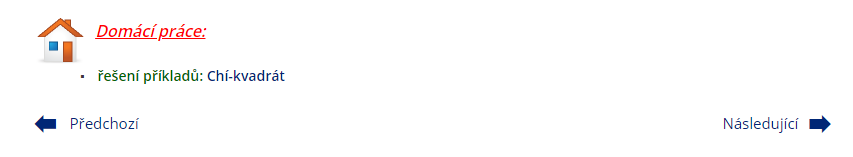 Domácí práce:
▪ řešení příkladů: Chí-kvadrát
Předchozí
Následující